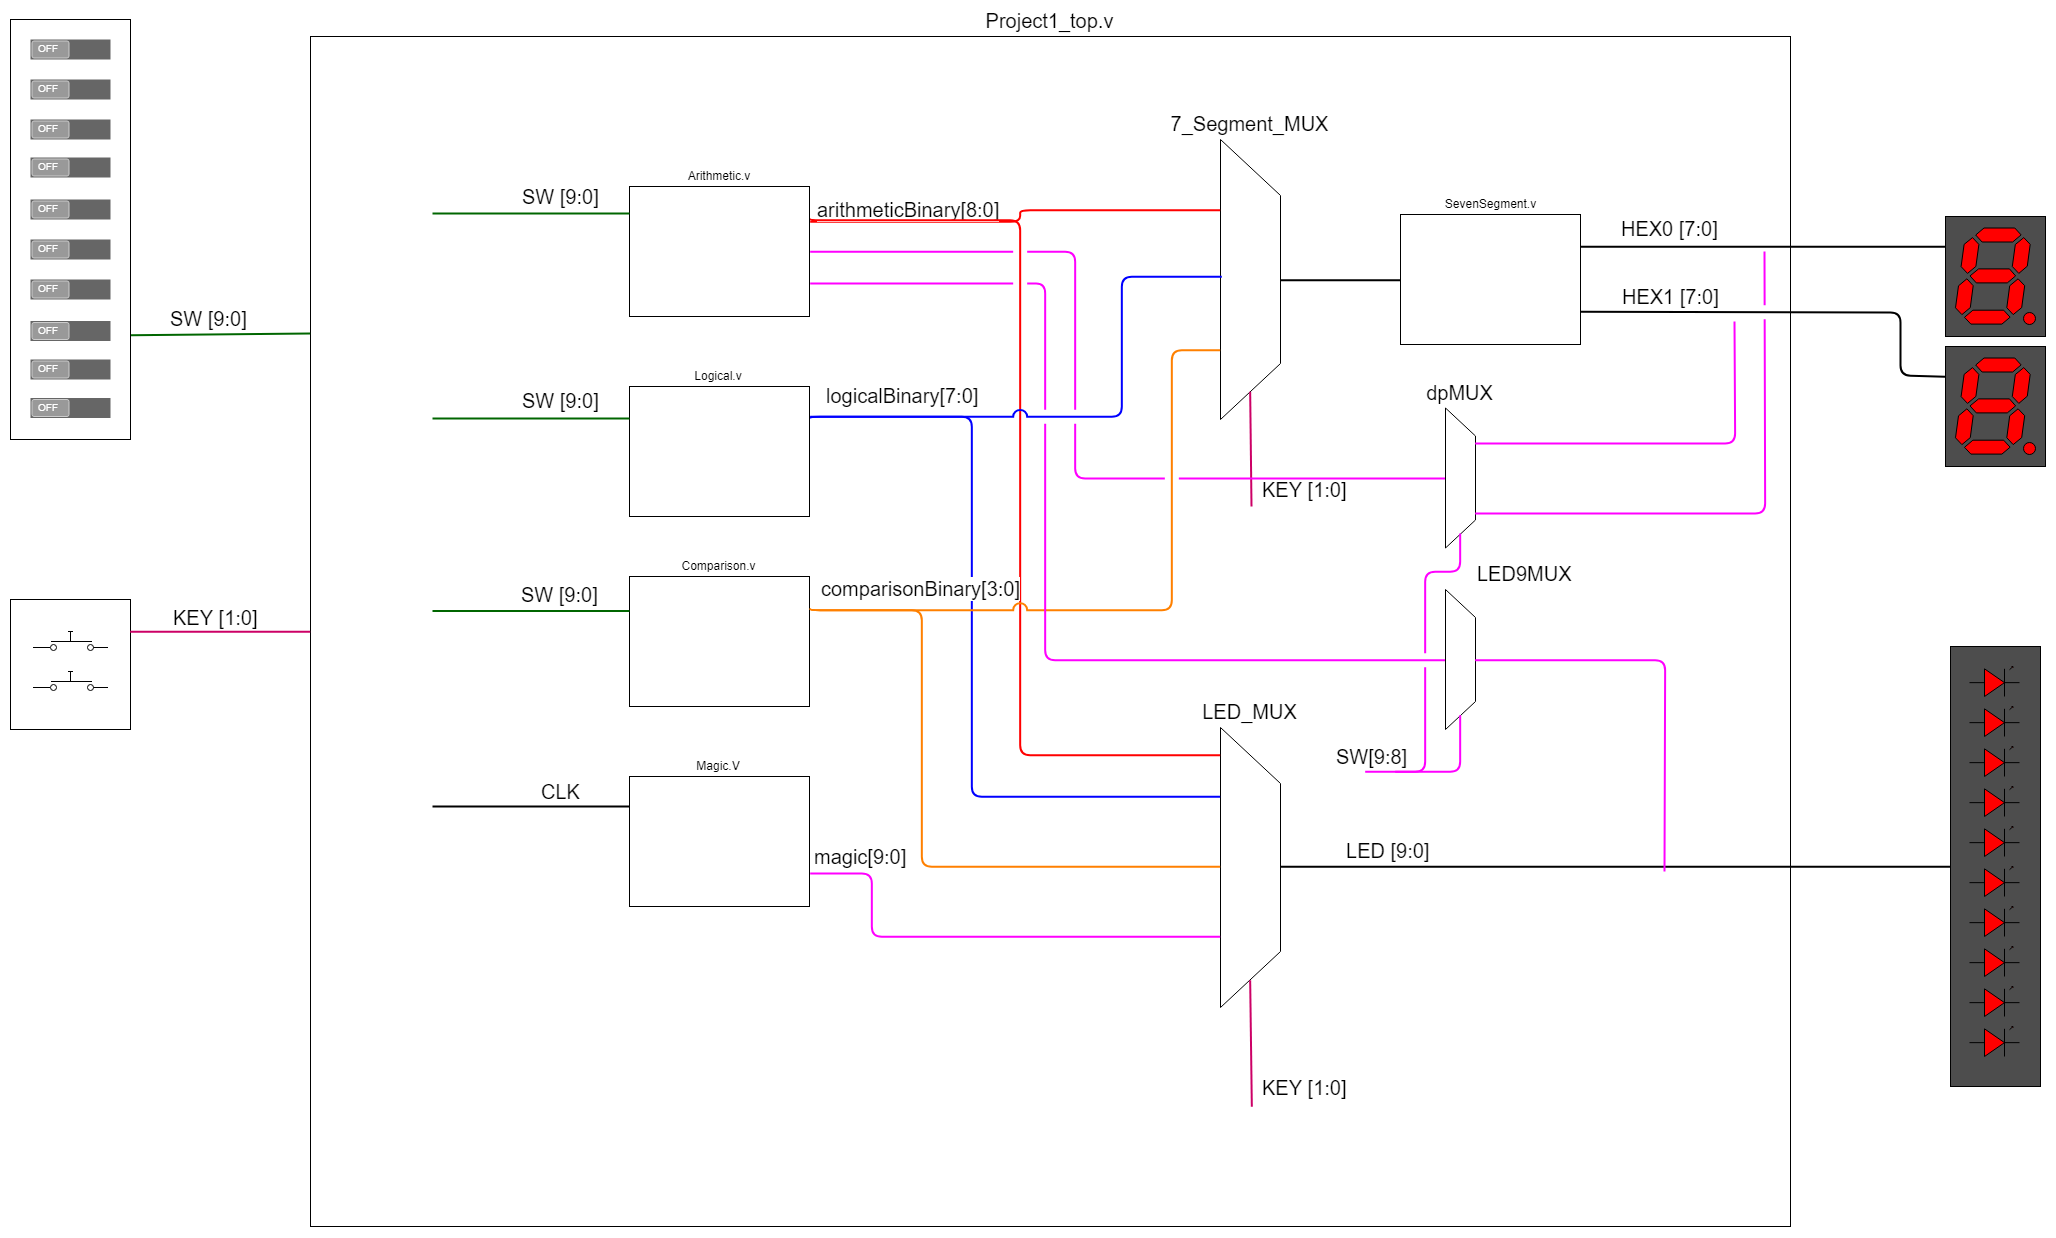 Project1_top.v
OFF
OFF
OFF
OFF
OFF
OFF
OFF
OFF
OFF
OFF
SW [9:0]
KEY [1:0]
Arithmetic.v
SW [9:0]
arithmeticBinary[8:0]
Logical.v
SW [9:0]
logicalBinary[7:0]
Comparison.v
SW [9:0]
comparisonBinary[3:0]
Magic.V
CLK
magic[9:0]
7_Segment_MUX
KEY [1:0]
SevenSegment.v
HEX0 [7:0]
HEX1 [7:0]
dpMUX
LED9MUX
SW[9:8]
LED_MUX
LED [9:0]
KEY [1:0]